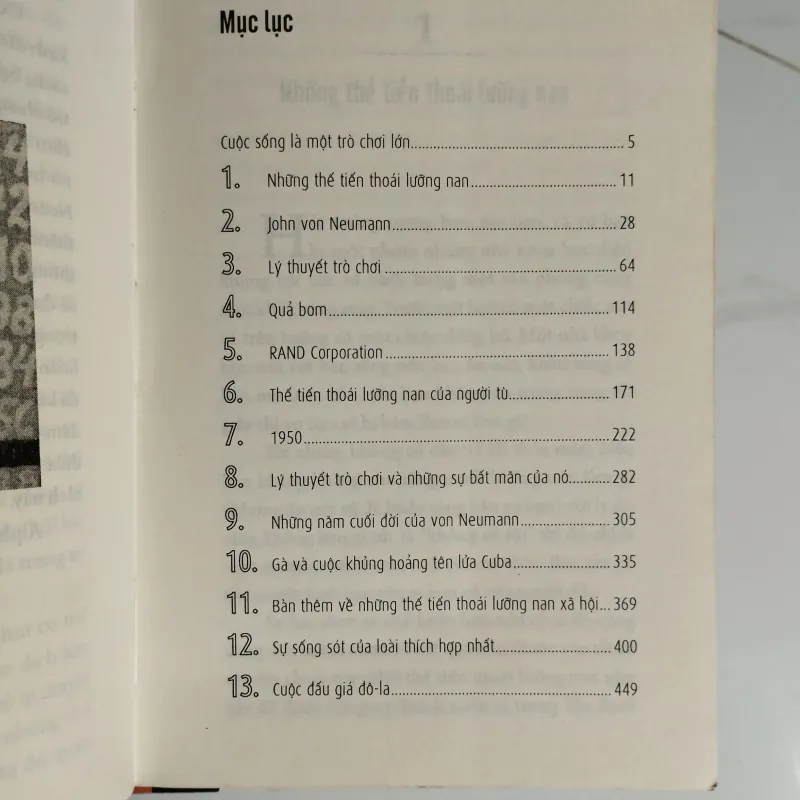 Mục lục
Cuộc sống là một trò chơi lớn........ 5
1. Những thế tiến thoái lưỡng nan........ 11
2. John von Neumann........ 28
3. Lý thuyết trò chơi........ 64
4. Quả bom........ 114
5. RAND Corporation........ 138
6. Thế tiến thoái lưỡng nan của người tù........ 171
7. 1950........ 222
8. Lý thuyết trò chơi và những sự bất mãn của nó........ 282
9. Những năm cuối đời của von Neumann........ 305
10. Gà và cuộc khủng hoảng tên lửa Cuba........ 335
11. Bàn thêm về những thế tiến thoái lưỡng nan xã hội... 369
12. Sự sống sót của loài thích hợp nhất........ 400
13. Cuộc đấu giá đô-la........ 449